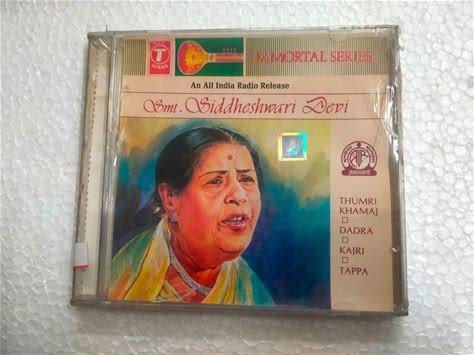 T
SERIES
IMMORTAL SERIES
An All India Radio Release
Smt. Siddheshwari Devi
THUMRI
KHAMAJ
DADRA
KAJRI
TAPPA